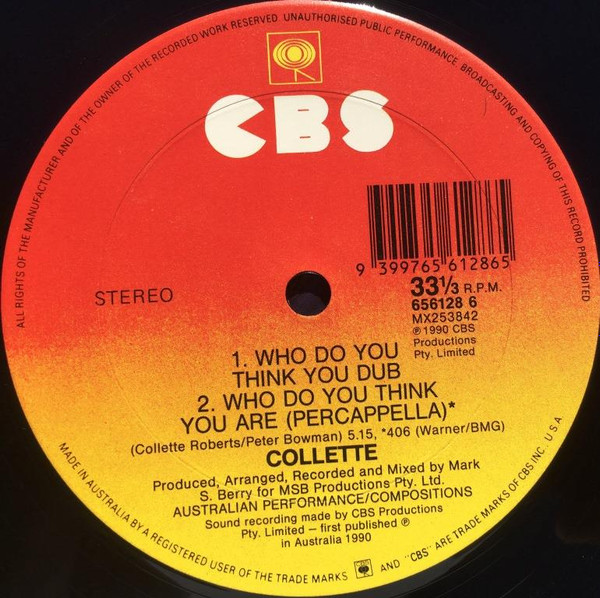 ALL RIGHTS OF THE MANUFACTURER AND OF THE OWNER OF THE RECORDED WORK RESERVED. UNAUTHORISED PUBLIC PERFORMANCE, BROADCASTING AND COPYING OF THIS RECORD PROHIBITED
CBS
9 399765 612865
STEREO
33⅓ R.P.M.
656128 6
MX253842
℗ 1990 CBS
Productions
Pty. Limited
1. WHO DO YOU
THINK YOU DUB
2. WHO DO YOU THINK
YOU ARE (PERCAPPELLA)*
(Collette Roberts/Peter Bowman) 5.15, *406 (Warner/BMG)
COLLETTE
Produced, Arranged, Recorded and Mixed by Mark
S. Berry for MSB Productions Pty. Ltd.
AUSTRALIAN PERFORMANCE/COMPOSITIONS
Sound recording made by CBS Productions
Pty. Limited – first published ℗
in Australia 1990
MADE IN AUSTRALIA BY A REGISTERED USER OF THE TRADE MARKS AND "CBS" ARE TRADE MARKS OF CBS INC. U.S.A